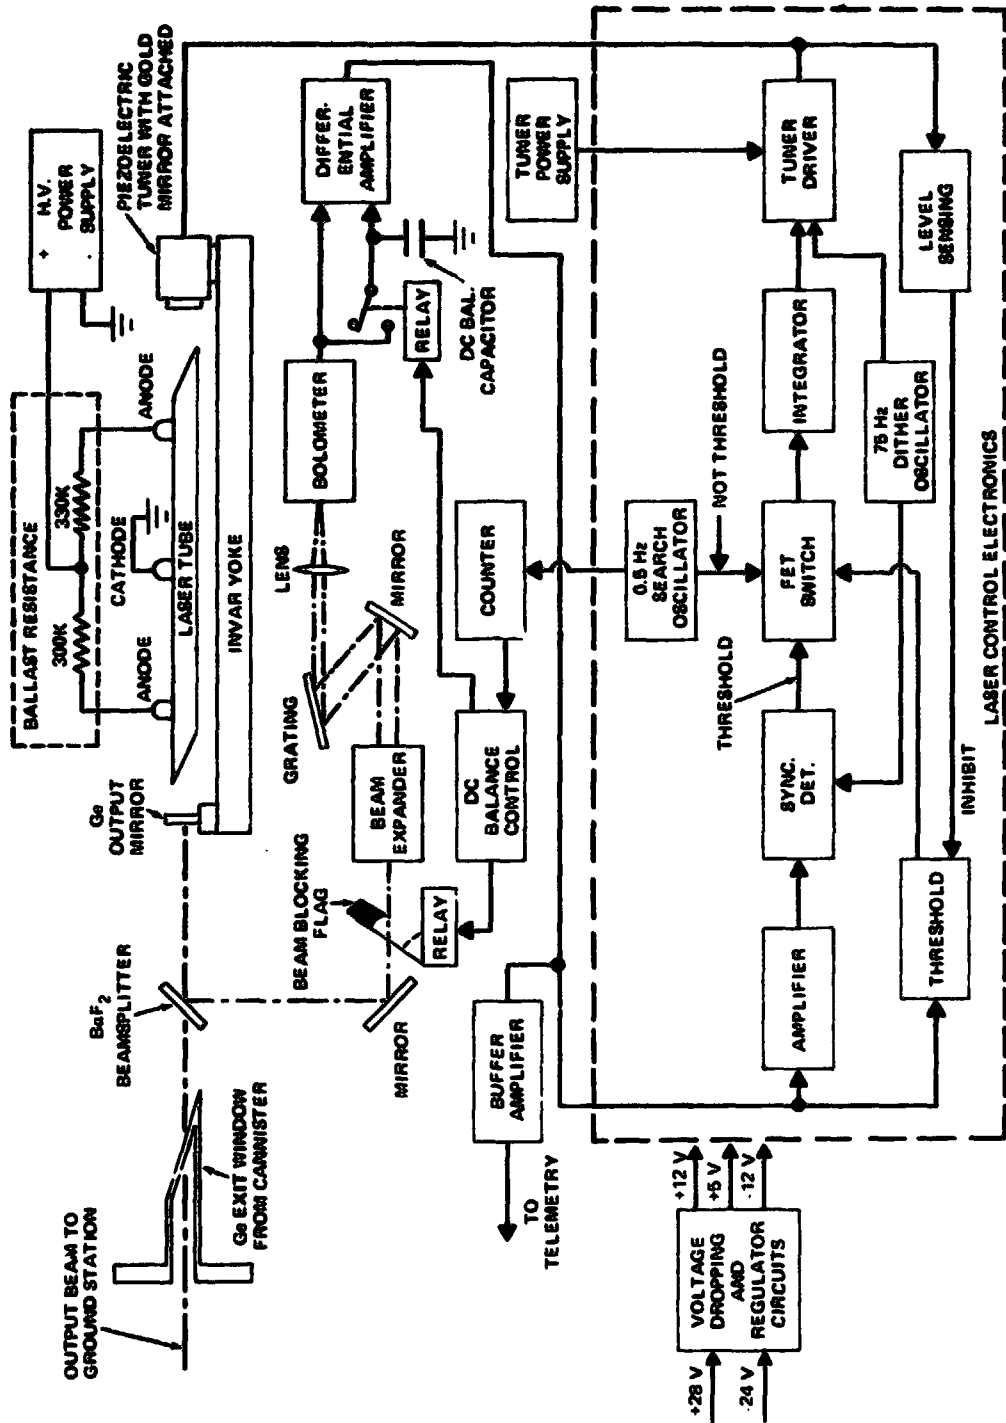 OUTPUT BEAM TO
GROUND STATION
Ge EXIT WINDOW
FROM CANNISTER
BaF2
BEAMSPLITTER
Ge
OUTPUT
MIRROR
BALLAST RESISTANCE
300K
330K
ANODE
CATHODE
ANODE
LASER TUBE
INVAR YOKE
H.V.
POWER
SUPPLY
+
-
PIEZOELECTRIC
TUNER WITH GOLD
MIRROR ATTACHED
MIRROR
BEAM BLOCKING
FLAG
RELAY
BEAM
EXPANDER
GRATING
MIRROR
LENS
BOLOMETER
RELAY
DC BAL.
CAPACITOR
DIFFER-
ENTIAL
AMPLIFIER
TO
TELEMETRY
BUFFER
AMPLIFIER
DC
BALANCE
CONTROL
COUNTER
TUNER
POWER
SUPPLY
0.5 Hz
SEARCH
OSCILLATOR
NOT THRESHOLD
THRESHOLD
+28 V
-24 V
VOLTAGE
DROPPING
AND
REGULATOR
CIRCUITS
+12 V
+5 V
-12 V
AMPLIFIER
SYNC.
DET.
FET
SWITCH
INTEGRATOR
TUNER
DRIVER
75 Hz
DITHER
OSCILLATOR
THRESHOLD
INHIBIT
LEVEL
SENSING
LASER CONTROL ELECTRONICS